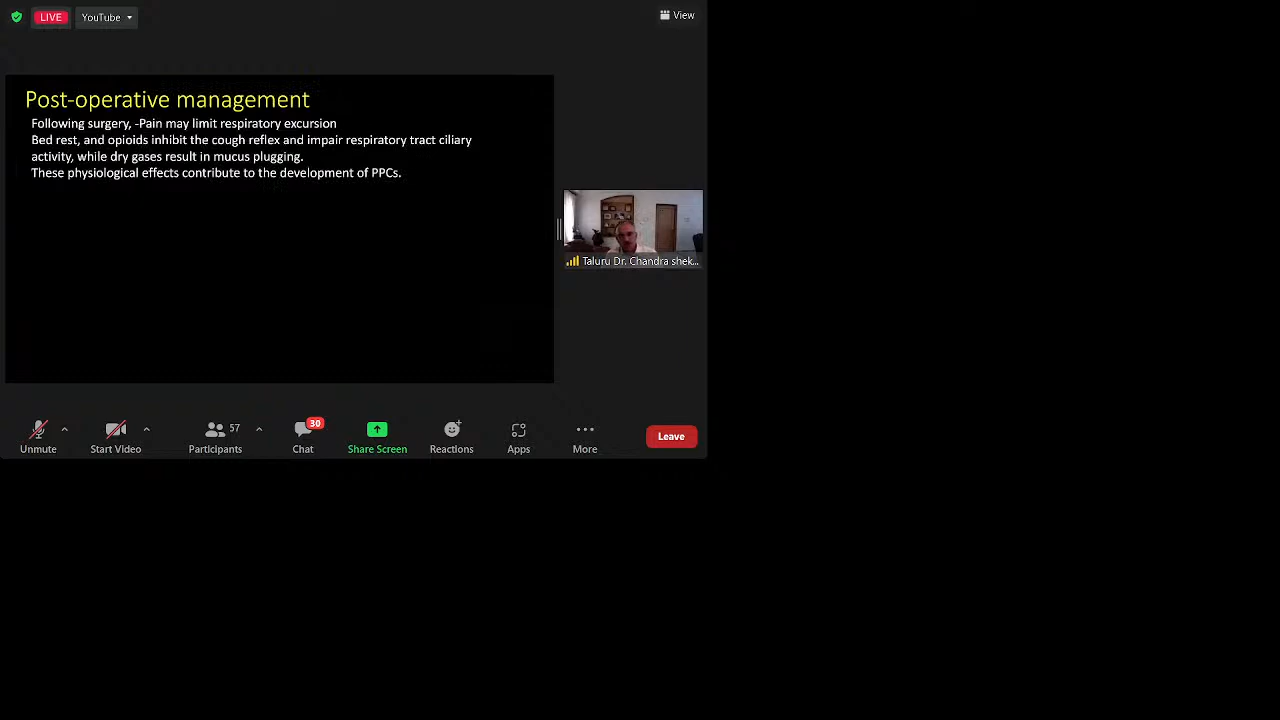 LIVE
YouTube
View
Post-operative management
Following surgery, -Pain may limit respiratory excursion
Bed rest, and opioids inhibit the cough reflex and impair respiratory tract ciliary
activity, while dry gases result in mucus plugging.
These physiological effects contribute to the development of PPCs.
Taluru Dr. Chandra shek...
57
30
Unmute
Start Video
Participants
Chat
Share Screen
Reactions
Apps
More
Leave